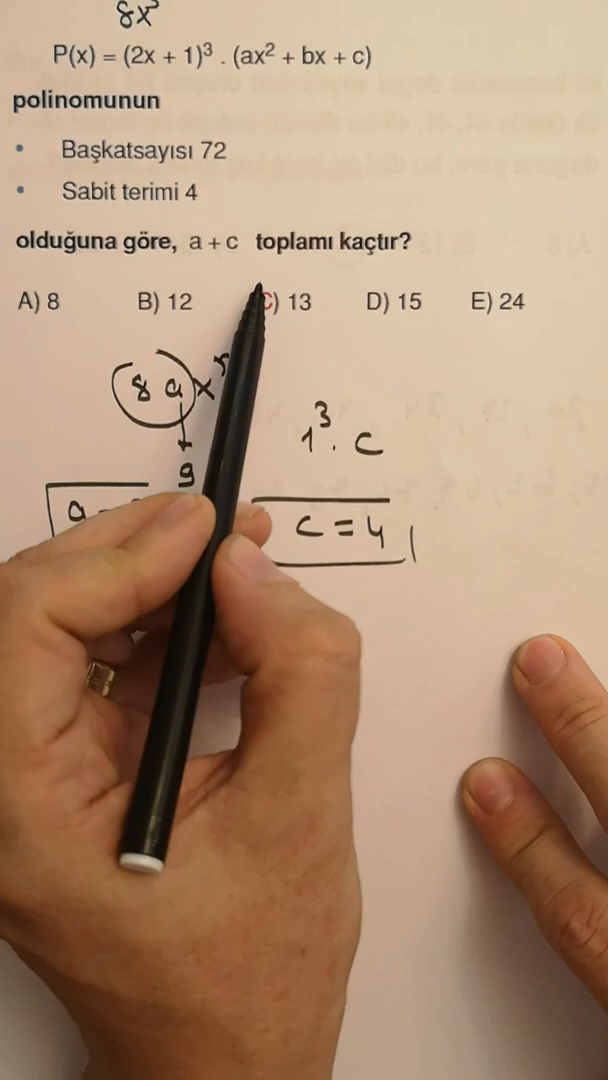 8x³
P(x) = (2x + 1)³ . (ax² + bx + c)
polinomunun
• Başkatsayısı 72
• Sabit terimi 4
olduğuna göre, a + c toplamı kaçtır?
A) 8 B) 12 C) 13 D) 15 E) 24
8 a x⁵
1³ . c
9
a
c = 4